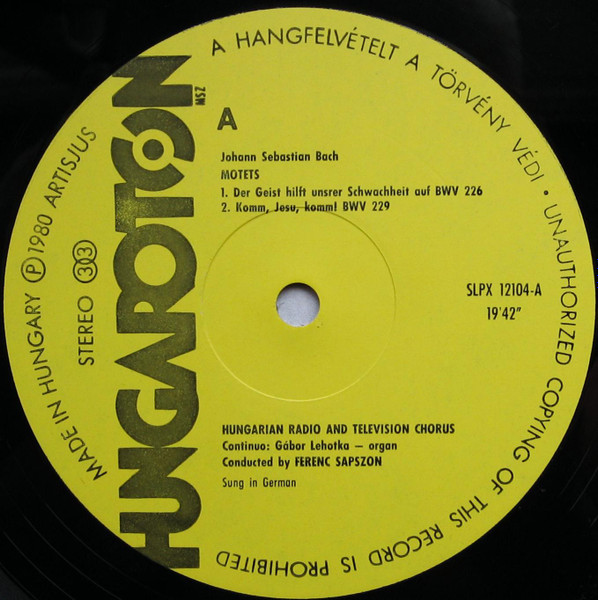 A HANGFELVÉTELT A TÖRVÉNY VÉDI • UNAUTHORIZED COPYING OF THIS RECORD IS PROHIBITED
MADE IN HUNGARY Ⓟ 1980 ARTISJUS
STEREO 33
HUNGAROTON
MSZ
A
Johann Sebastian Bach
MOTETS
1. Der Geist hilft unsrer Schwachheit auf BWV 226
2. Komm, Jesu, komm! BWV 229
SLPX 12104-A
19'42"
HUNGARIAN RADIO AND TELEVISION CHORUS
Continuo: Gábor Lehotka – organ
Conducted by FERENC SAPSZON
Sung in German